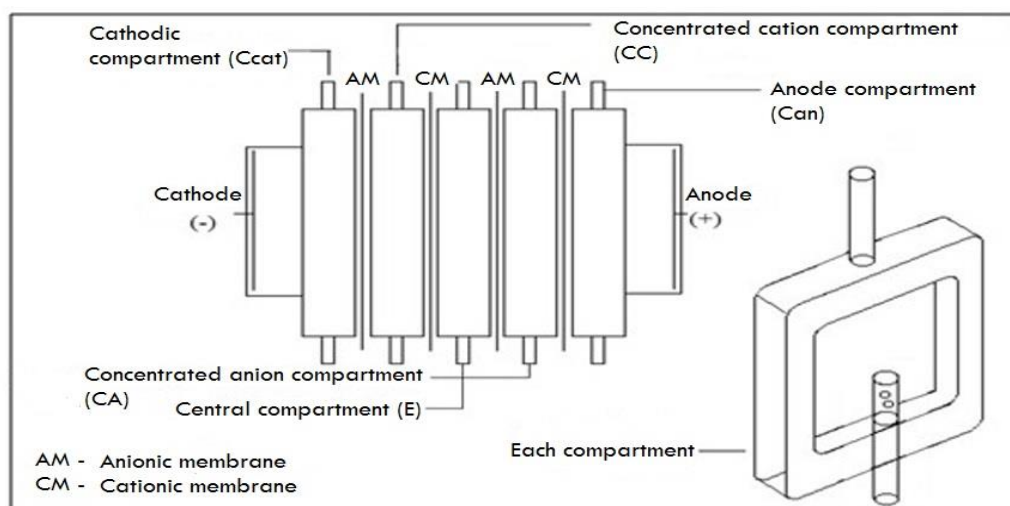 Cathodic
compartment (Ccat)
Concentrated cation compartment
(CC)
AM
CM
AM
CM
Anode compartment
(Can)
Cathode
(-)
Anode
(+)
Concentrated anion compartment
(CA)
Central compartment (E)
Each compartment
AM - Anionic membrane
CM - Cationic membrane